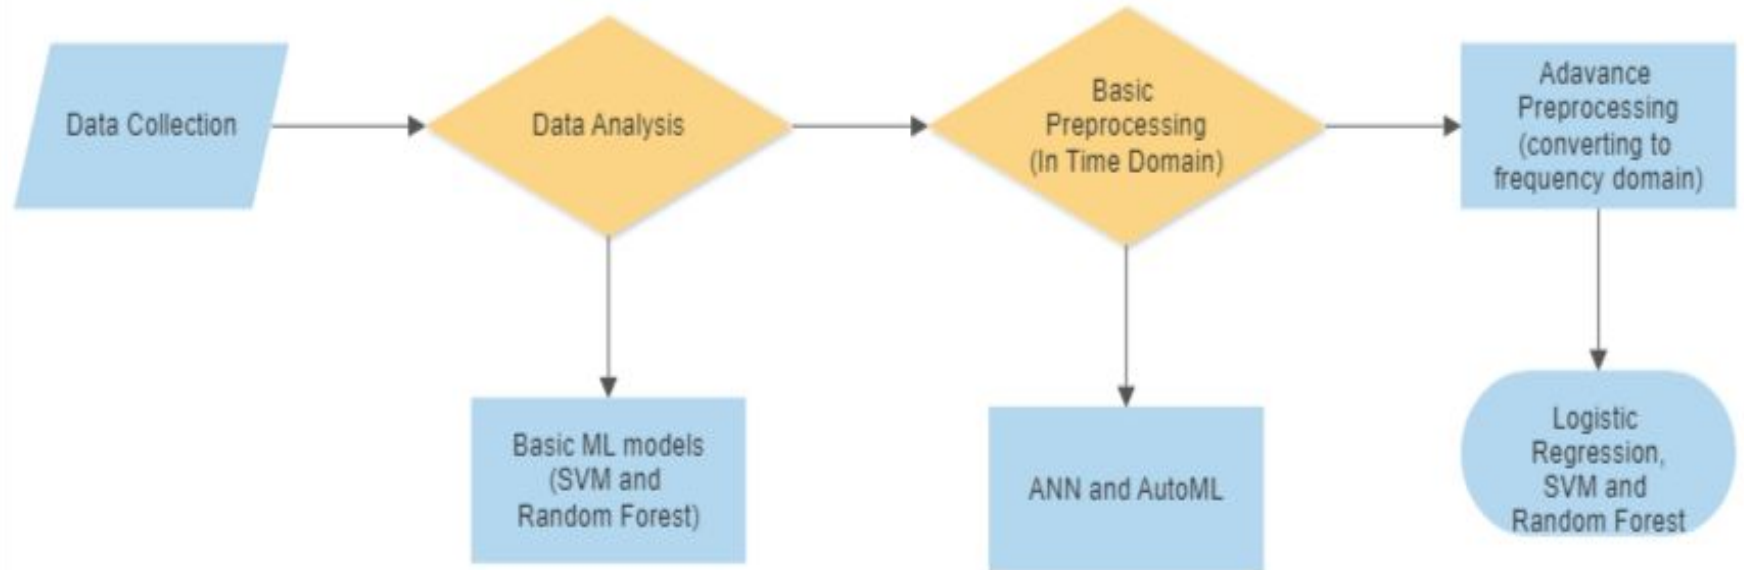 Data Collection
Data Analysis
Basic
Preprocessing
(In Time Domain)
Adavance
Preprocessing
(converting to
frequency domain)
Basic ML models
(SVM and
Random Forest)
ANN and AutoML
Logistic
Regression,
SVM and
Random Forest